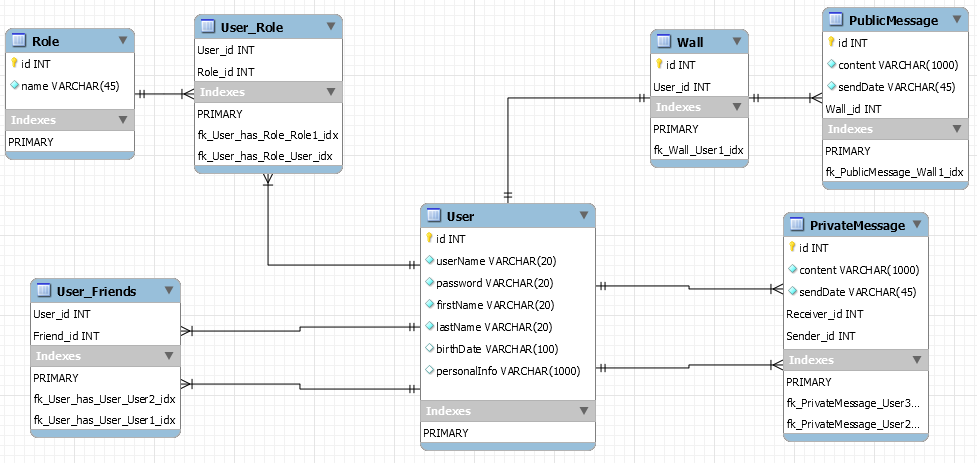 Role
id INT
name VARCHAR(45)
Indexes
PRIMARY
User_Role
User_id INT
Role_id INT
Indexes
PRIMARY
fk_User_has_Role_Role1_idx
fk_User_has_Role_User_idx
Wall
id INT
User_id INT
Indexes
PRIMARY
fk_Wall_User1_idx
PublicMessage
id INT
content VARCHAR(1000)
sendDate VARCHAR(45)
Wall_id INT
Indexes
PRIMARY
fk_PublicMessage_Wall1_idx
User_Friends
User_id INT
Friend_id INT
Indexes
PRIMARY
fk_User_has_User_User2_idx
fk_User_has_User_User1_idx
User
id INT
userName VARCHAR(20)
password VARCHAR(20)
firstName VARCHAR(20)
lastName VARCHAR(20)
birthDate VARCHAR(100)
personalInfo VARCHAR(1000)
Indexes
PRIMARY
PrivateMessage
id INT
content VARCHAR(1000)
sendDate VARCHAR(45)
Receiver_id INT
Sender_id INT
Indexes
PRIMARY
fk_PrivateMessage_User3...
fk_PrivateMessage_User2...